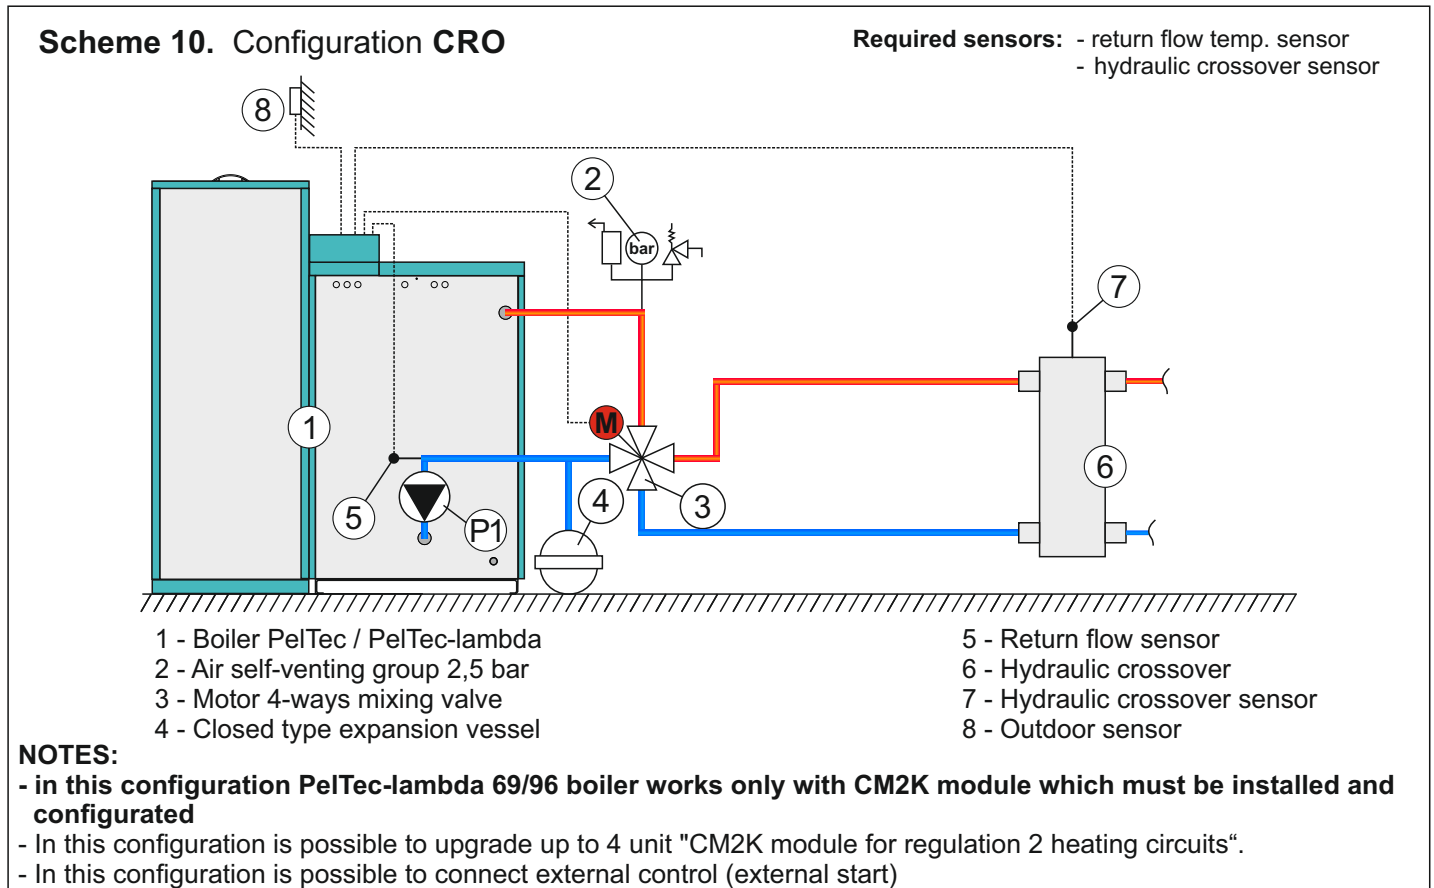 Scheme 10. Configuration CRO
Required sensors: - return flow temp. sensor
- hydraulic crossover sensor
8
2
bar
7
1
M
6
5
P1
4
3
1 - Boiler PelTec / PelTec-lambda
2 - Air self-venting group 2,5 bar
3 - Motor 4-ways mixing valve
4 - Closed type expansion vessel
5 - Return flow sensor
6 - Hydraulic crossover
7 - Hydraulic crossover sensor
8 - Outdoor sensor
NOTES:
- in this configuration PelTec-lambda 69/96 boiler works only with CM2K module which must be installed and
configurated
- In this configuration is possible to upgrade up to 4 unit "CM2K module for regulation 2 heating circuits“.
- In this configuration is possible to connect external control (external start)